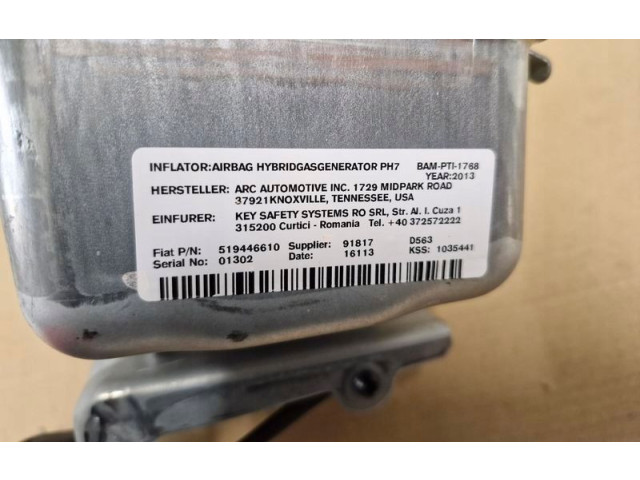 INFLATOR:AIRBAG HYBRIDGASGENERATOR PH7 BAM-PTI-1768
YEAR:2013
HERSTELLER: ARC AUTOMOTIVE INC. 1729 MIDPARK ROAD
37921KNOXVILLE, TENNESSEE, USA
EINFURER: KEY SAFETY SYSTEMS RO SRL, Str. Al. I. Cuza 1
315200 Curtici - Romania Tel. +40 372572222
Fiat P/N: 519446610 Supplier: 91817 D563
Serial No: 01302 Date: 16113 KSS: 1035441